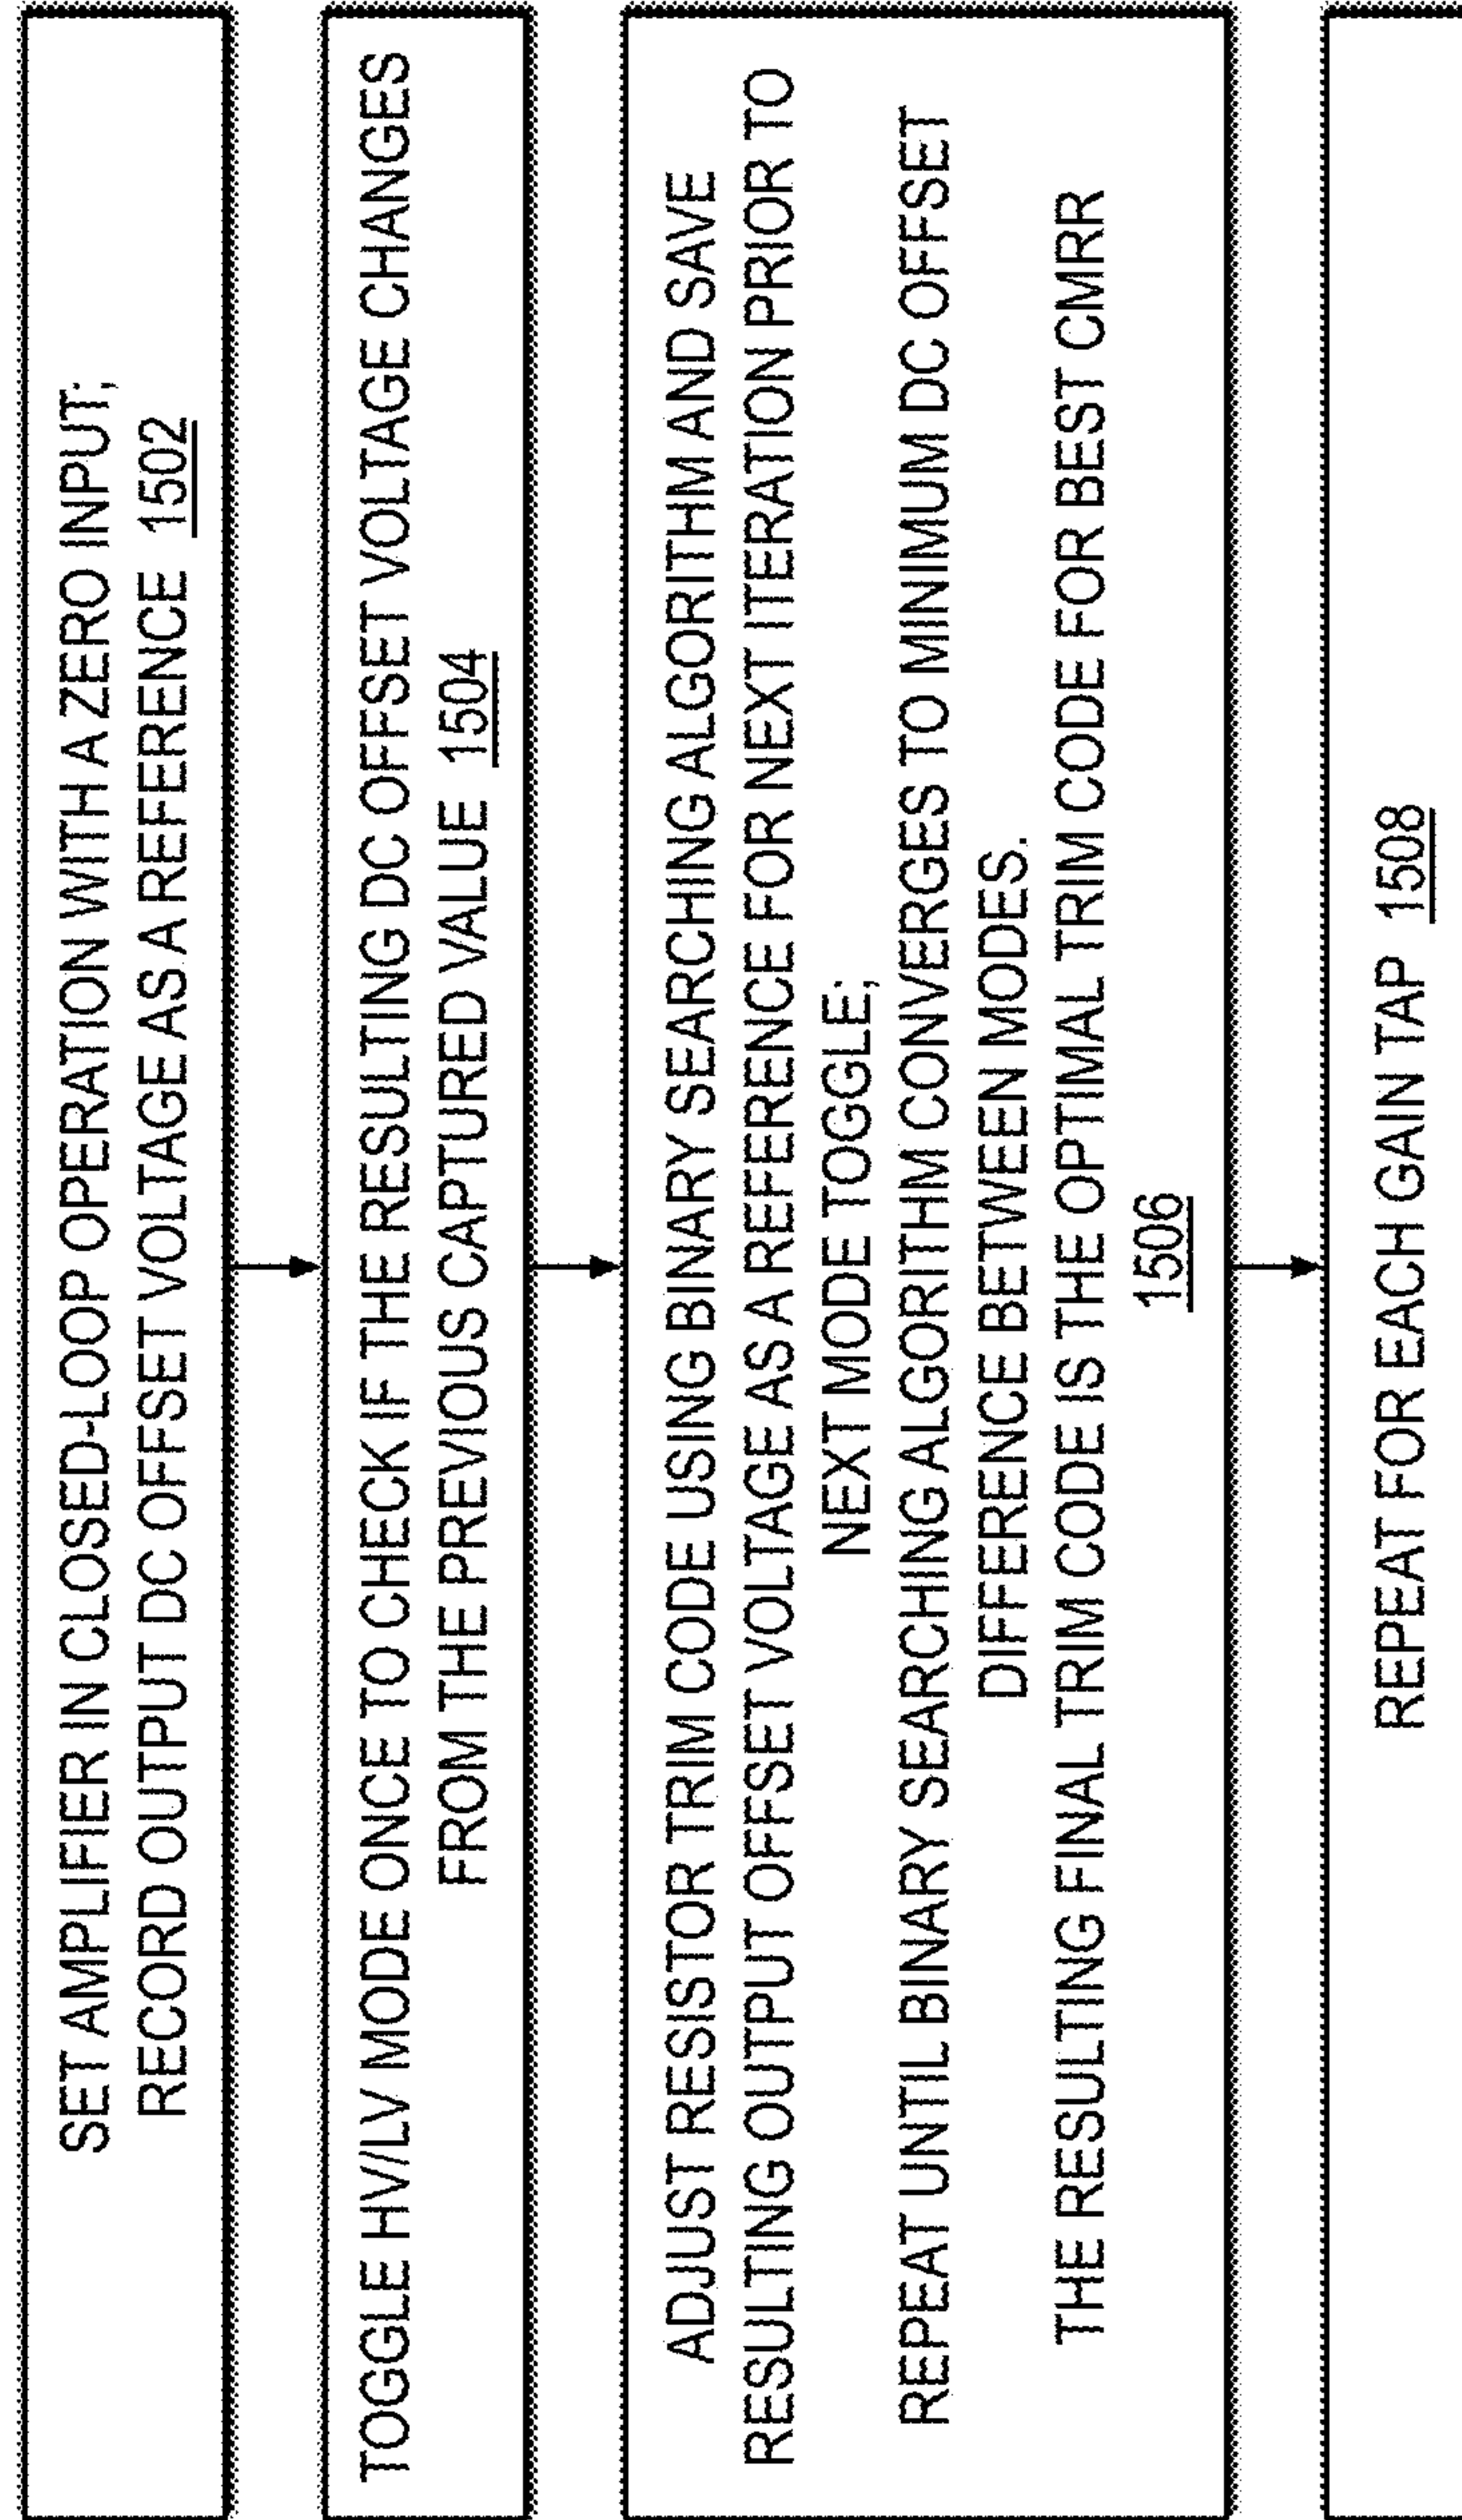 SET AMPLIFIER IN CLOSED-LOOP OPERATION WITH A ZERO INPUT;
RECORD OUTPUT DC OFFSET VOLTAGE AS A REFERENCE 1502
TOGGLE HV/LV MODE ONCE TO CHECK IF THE RESULTING DC OFFSET VOLTAGE CHANGES
FROM THE PREVIOUS CAPTURED VALUE 1504
ADJUST RESISTOR TRIM CODE USING BINARY SEARCHING ALGORITHM AND SAVE
RESULTING OUTPUT OFFSET VOLTAGE AS A REFERENCE FOR NEXT ITERATION PRIOR TO
NEXT MODE TOGGLE;
REPEAT UNTIL BINARY SEARCHING ALGORITHM CONVERGES TO MINIMUM DC OFFSET
DIFFERENCE BETWEEN MODES.
THE RESULTING FINAL TRIM CODE IS THE OPTIMAL TRIM CODE FOR BEST CMRR
1506
REPEAT FOR EACH GAIN TAP 1508